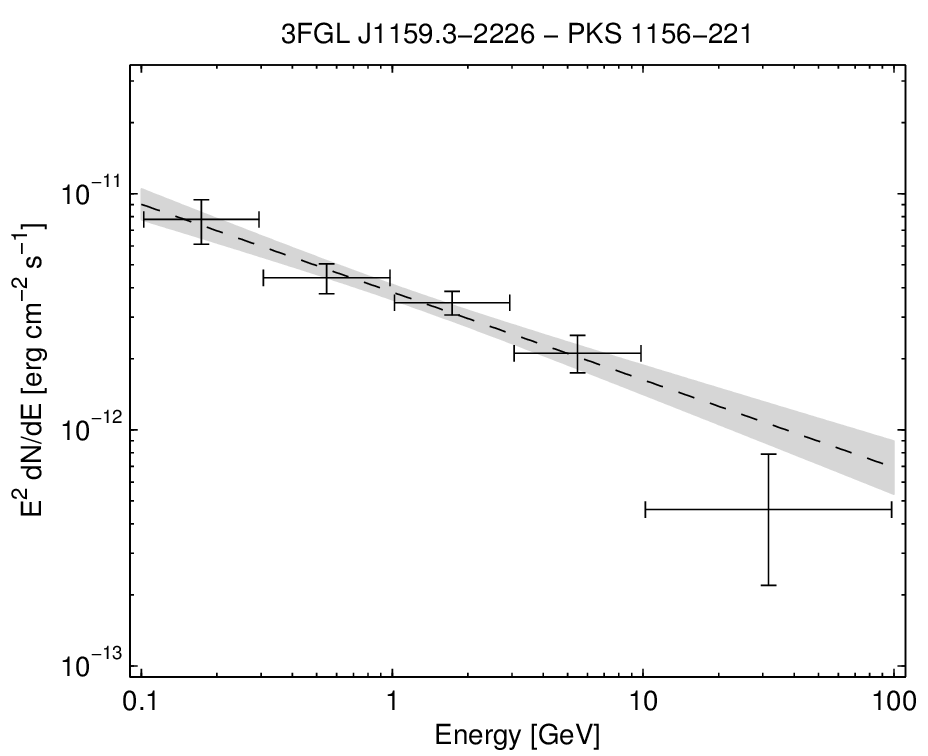 3FGL J1159.3−2226 − PKS 1156−221
E² dN/dE [erg cm⁻² s⁻¹]
10⁻¹¹
10⁻¹²
10⁻¹³
0.1 1 10 100
Energy [GeV]